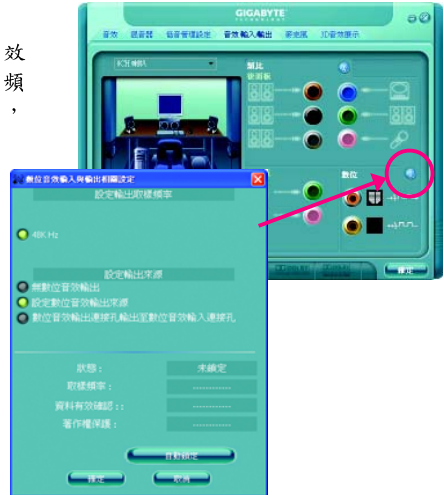 效
頻
，
GIGABYTE
音效 混音器 語音管理設定 音效輸入/輸出 麥克風 3D音效展示
類比
後面板
數位
確定
數位音效輸入與輸出相關設定
設定輸出取樣頻率
48K Hz
設定輸出來源
無數位音效輸出
設定數位音效輸出來源
數位音效輸出連接孔輸出至數位音效輸入連接孔
狀態： 未鎖定
取樣頻率： ------------
資料有效確認：： ------------
著作權保護： ------------
自動鎖定
確定 取消